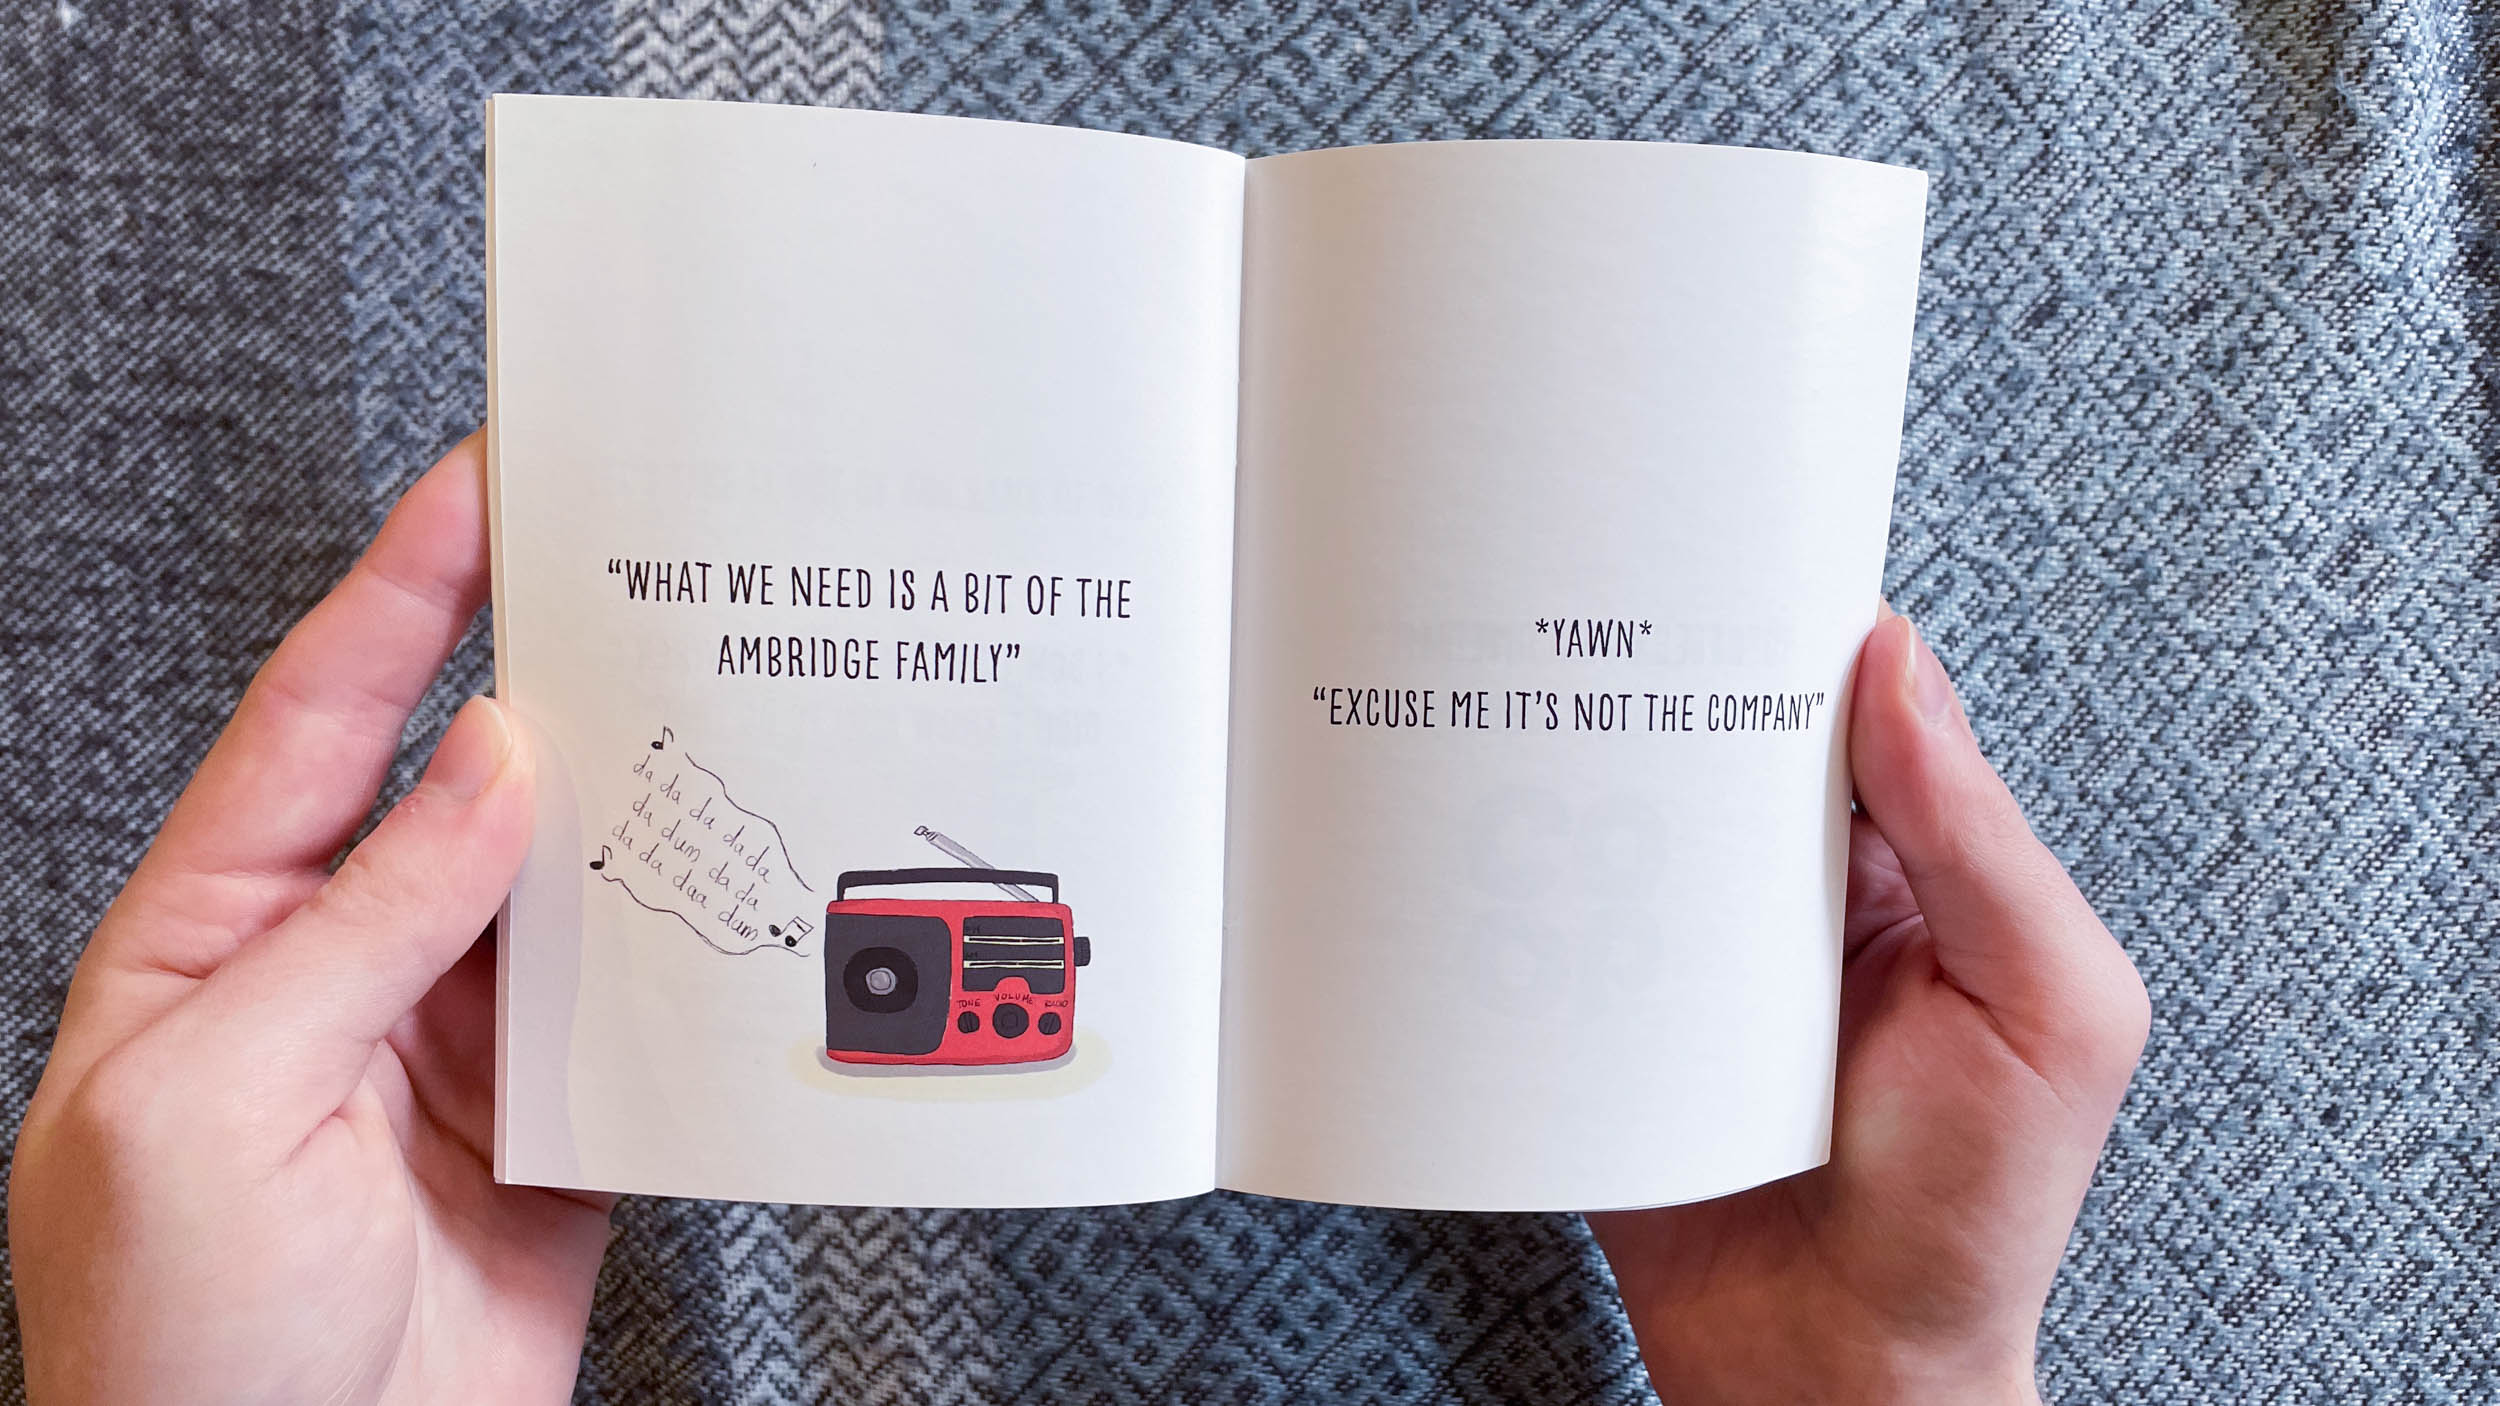 “WHAT WE NEED IS A BIT OF THE
AMBRIDGE FAMILY”
da da da da da
da dum da da
da da daa dum
TONE VOLUME RADIO
*YAWN*
“EXCUSE ME IT’S NOT THE COMPANY”